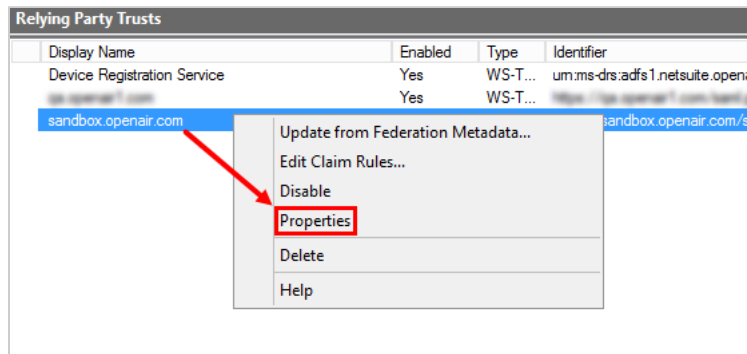 Relying Party Trusts
Display Name Enabled Type Identifier
Device Registration Service Yes WS-T... urn:ms-drs:adfs1.netsuite.opena
Yes WS-T...
sandbox.openair.com sandbox.openair.com/s
Update from Federation Metadata...
Edit Claim Rules...
Disable
Properties
Delete
Help